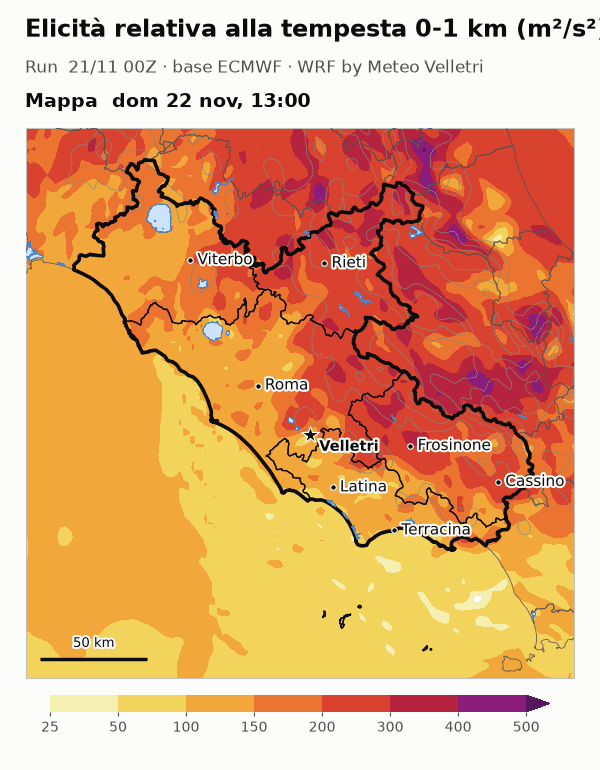 Elicità relativa alla tempesta 0-1 km (m²/s²)
Run 21/11 00Z · base ECMWF · WRF by Meteo Velletri
Mappa dom 22 nov, 13:00
Viterbo
Rieti
Roma
Velletri
Frosinone
Cassino
Latina
Terracina
50 km
25 50 100 150 200 300 400 500